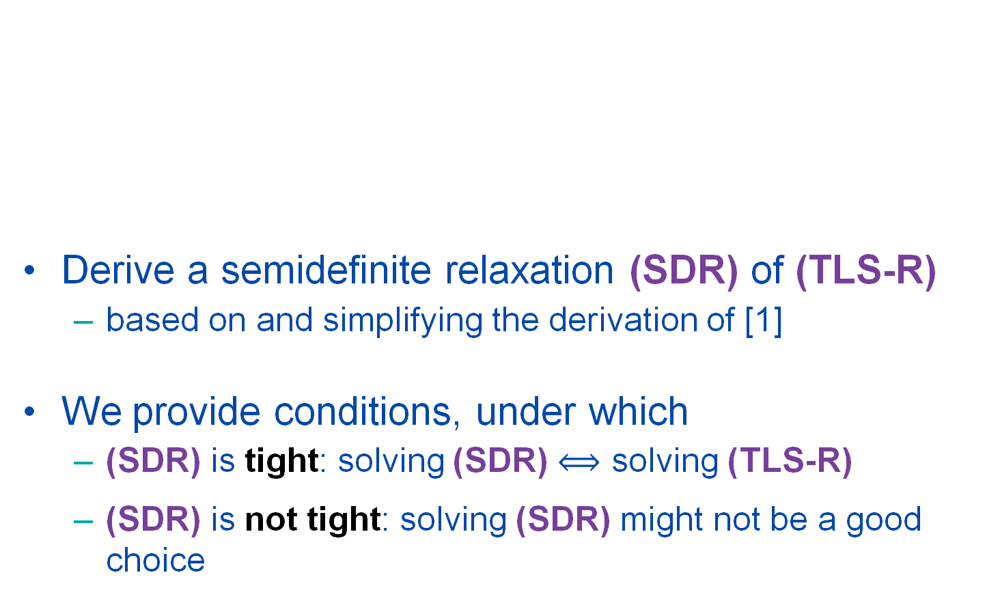 • Derive a semidefinite relaxation (SDR) of (TLS-R)
– based on and simplifying the derivation of [1]
• We provide conditions, under which
– (SDR) is tight: solving (SDR) ⟺ solving (TLS-R)
– (SDR) is not tight: solving (SDR) might not be a good
choice